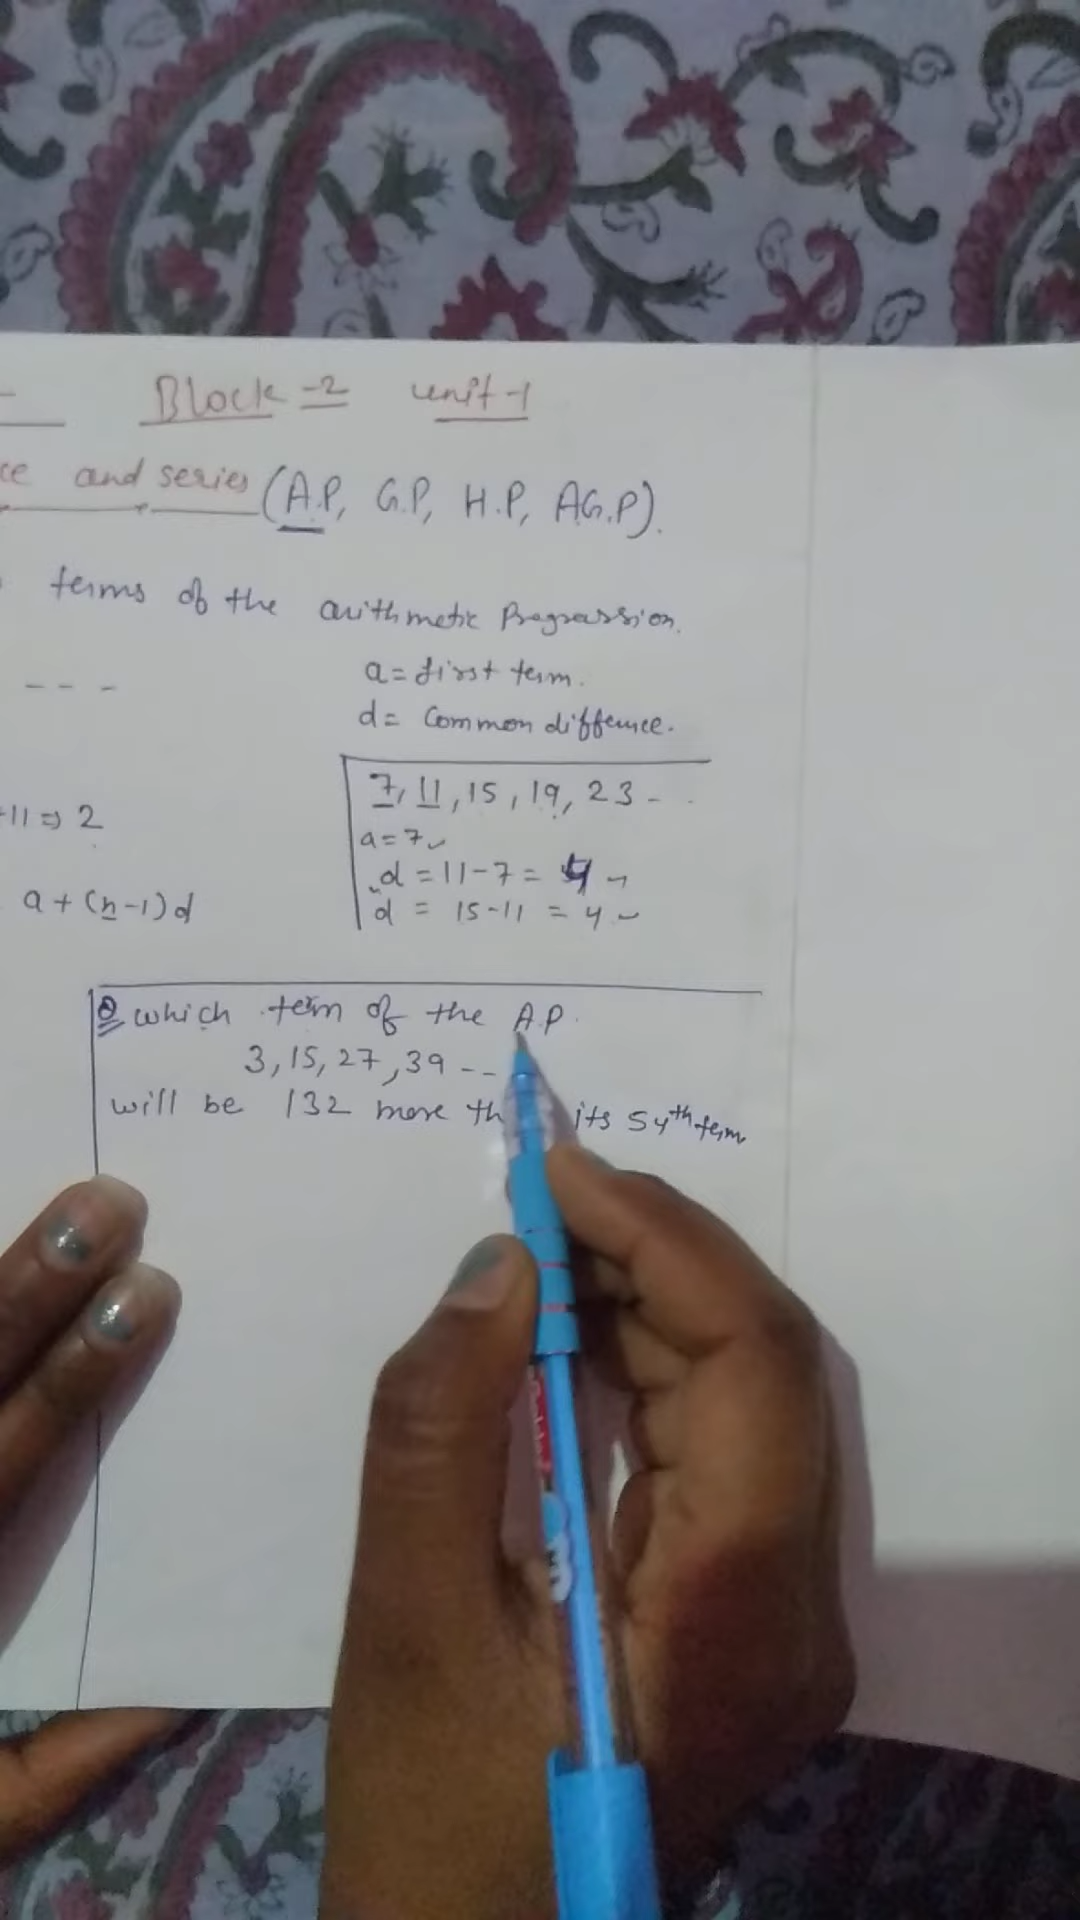 Block-2 unit-1
ce and series (A.P, G.P, H.P, A.G.P).
terms of the arithmetic Progression.
a = first term.
---
d = Common diffence.
7, 11, 15, 19, 23 - -
+11 => 2
a = 7
d = 11-7 = 4
a + (n-1)d
d = 15-11 = 4
Q which term of the A.P.
3, 15, 27, 39 --
will be 132 more th its 54th term